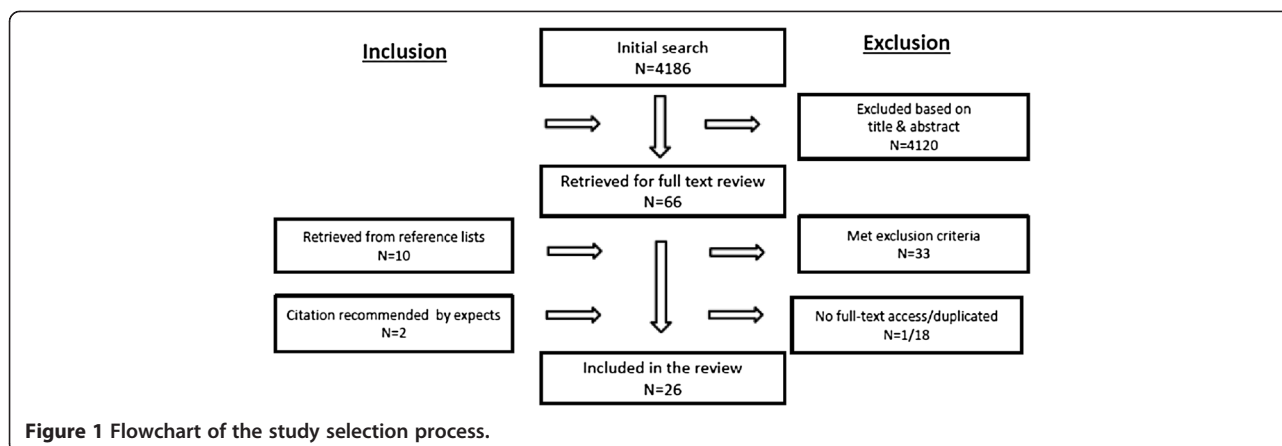 Inclusion
Initial search
N=4186
Exclusion
Excluded based on
title & abstract
N=4120
Retrieved for full text review
N=66
Retrieved from reference lists
N=10
Met exclusion criteria
N=33
Citation recommended by expects
N=2
No full-text access/duplicated
N=1/18
Included in the review
N=26
Figure 1 Flowchart of the study selection process.